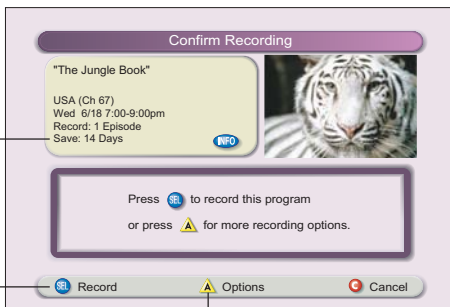 Confirm Recording
"The Jungle Book"
USA (Ch 67)
Wed 6/18 7:00-9:00pm
Record: 1 Episode
Save: 14 Days
INFO
Press SEL to record this program
or press A for more recording options.
SEL Record A Options C Cancel